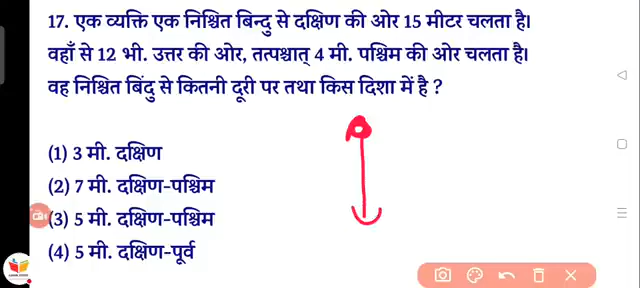 17. एक व्यक्ति एक निश्चित बिन्दु से दक्षिण की ओर 15 मीटर चलता है।
वहाँ से 12 भी. उत्तर की ओर, तत्पश्चात् 4 मी. पश्चिम की ओर चलता है।
वह निश्चित बिंदु से कितनी दूरी पर तथा किस दिशा में है ?
(1) 3 मी. दक्षिण
(2) 7 मी. दक्षिण-पश्चिम
(3) 5 मी. दक्षिण-पश्चिम
(4) 5 मी. दक्षिण-पूर्व